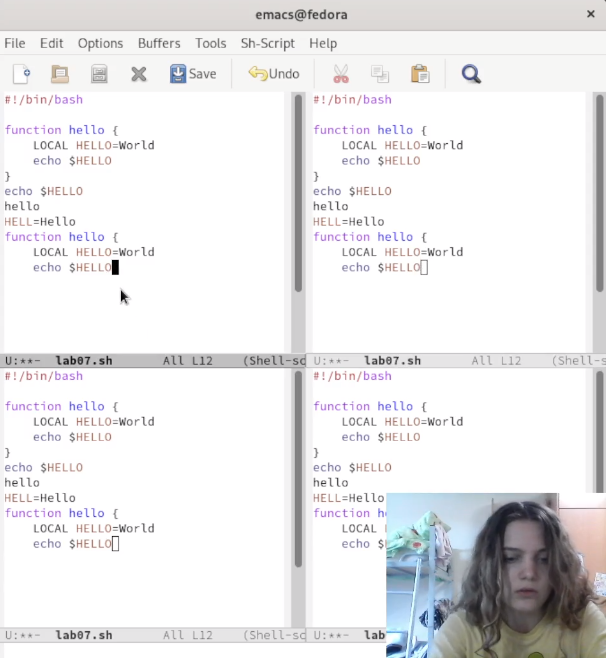 emacs@fedora ×
File Edit Options Buffers Tools Sh-Script Help
Save Undo
#!/bin/bash
function hello {
LOCAL HELLO=World
echo $HELLO
}
echo $HELLO
hello
HELL=Hello
function hello {
LOCAL HELLO=World
echo $HELLO
U:**- lab07.sh All L12 (Shell-sc
#!/bin/bash
function hello {
LOCAL HELLO=World
echo $HELLO
}
echo $HELLO
hello
HELL=Hello
function hello {
LOCAL HELLO=World
echo $HELLO
U:**- lab07.sh All L12 (Shell-s
#!/bin/bash
function hello {
LOCAL HELLO=World
echo $HELLO
}
echo $HELLO
hello
HELL=Hello
function hello {
LOCAL HELLO=World
echo $HELLO
U:**- lab07.sh All L12 (Shell-sc
#!/bin/bash
function hello {
LOCAL HELLO=World
echo $HELLO
}
echo $HELLO
hello
HELL=Hello
function h
LOCAL
echo $
U:**- lab